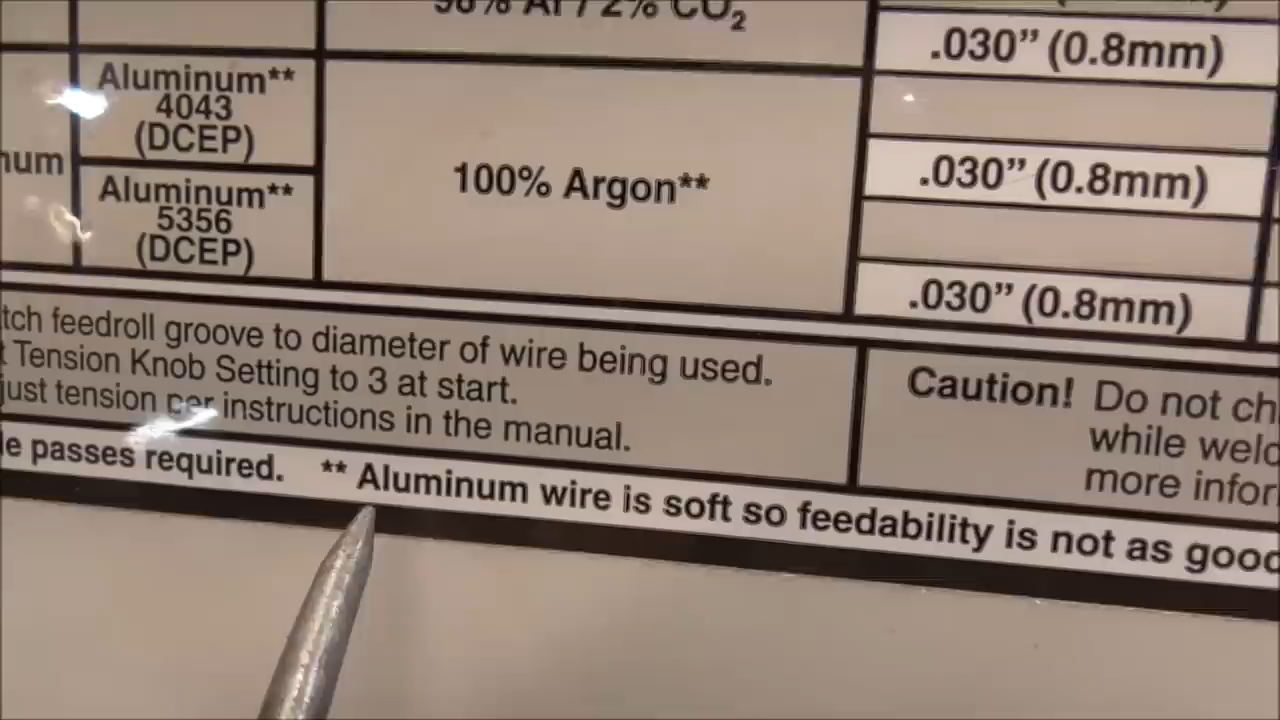 98% Ar / 2% CO₂
.030” (0.8mm)
Aluminum**
4043
(DCEP)
Aluminum**
5356
(DCEP)
100% Argon**
.030” (0.8mm)
.030” (0.8mm)
feedroll groove to diameter of wire being used.
Tension Knob Setting to 3 at start.
tension per instructions in the manual.
Caution! Do not
while
more
passes required. ** Aluminum wire is soft so feedability is not as